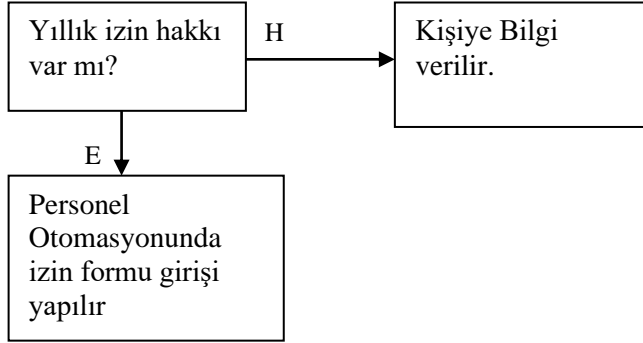 Yıllık izin hakkı
var mı?
H
Kişiye Bilgi
verilir.
E
Personel
Otomasyonunda
izin formu girişi
yapılır